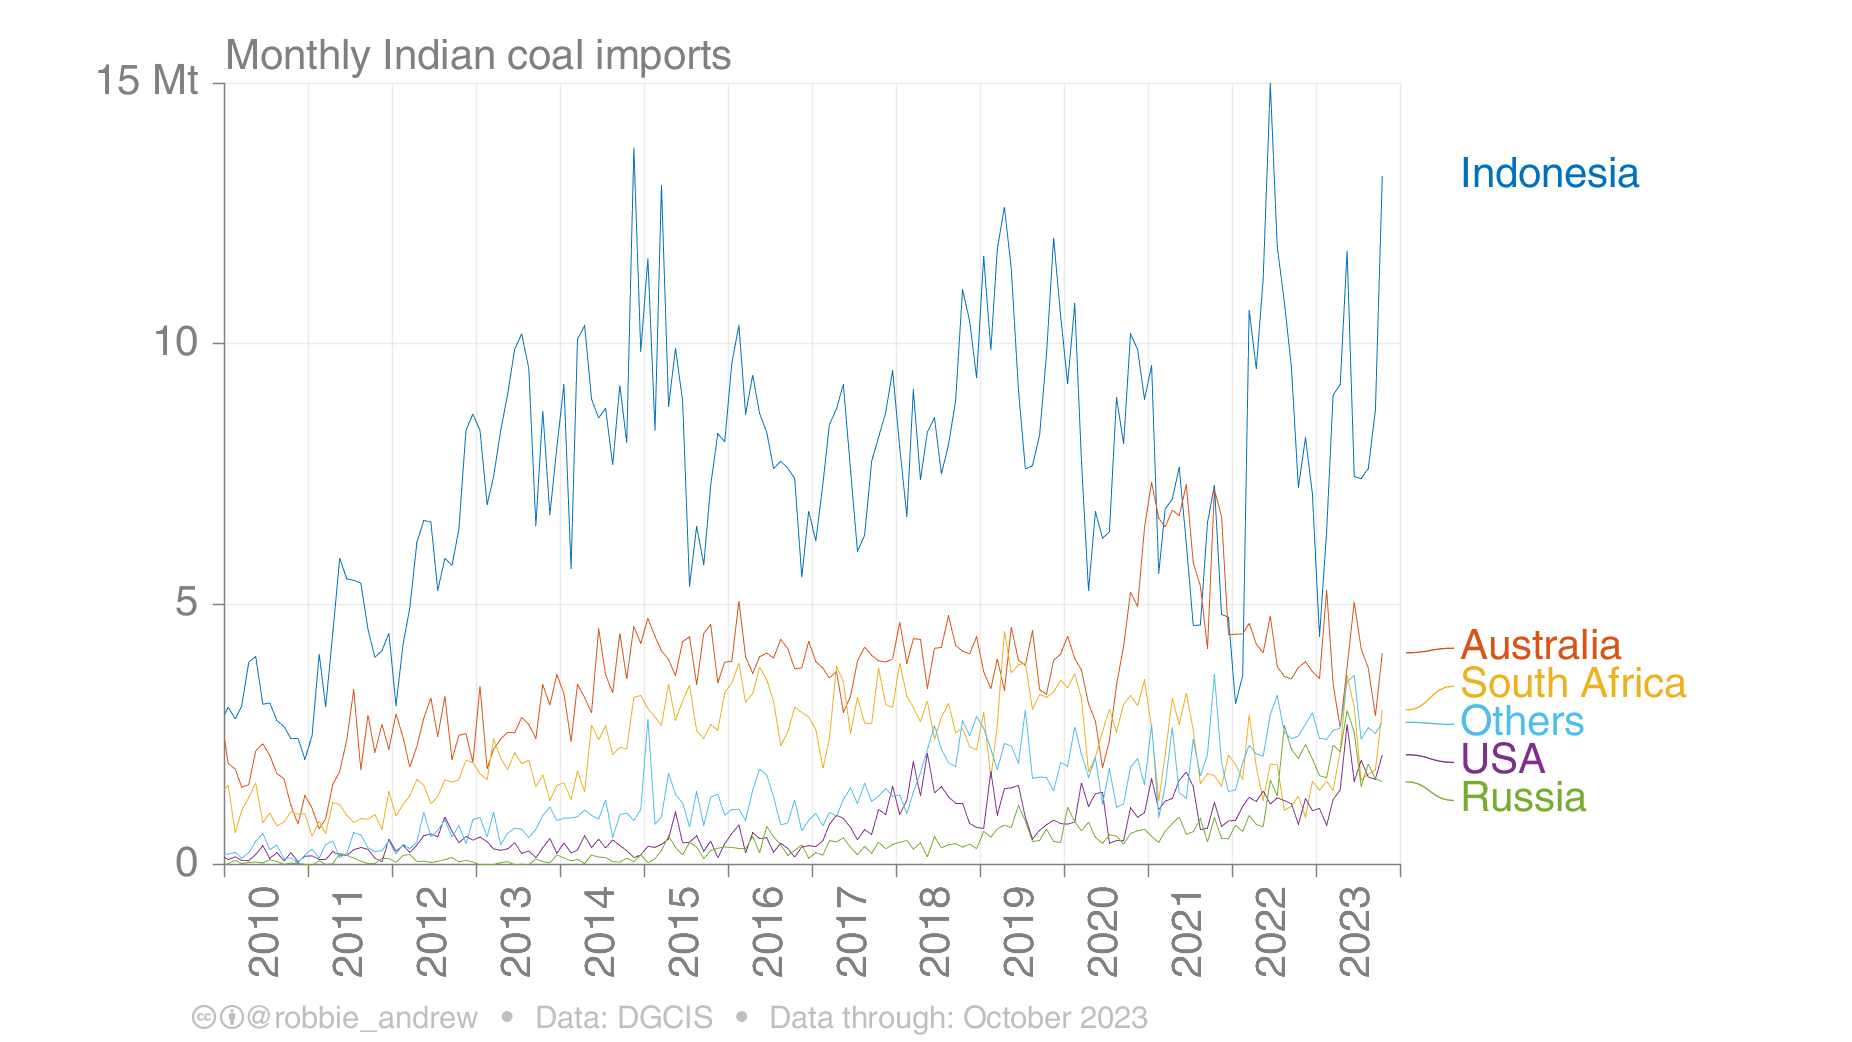 Monthly Indian coal imports
15 Mt
10
5
0
Indonesia
Australia
South Africa
Others
USA
Russia
2010 2011 2012 2013 2014 2015 2016 2017 2018 2019 2020 2021 2022 2023
cc @robbie_andrew • Data: DGCIS • Data through: October 2023